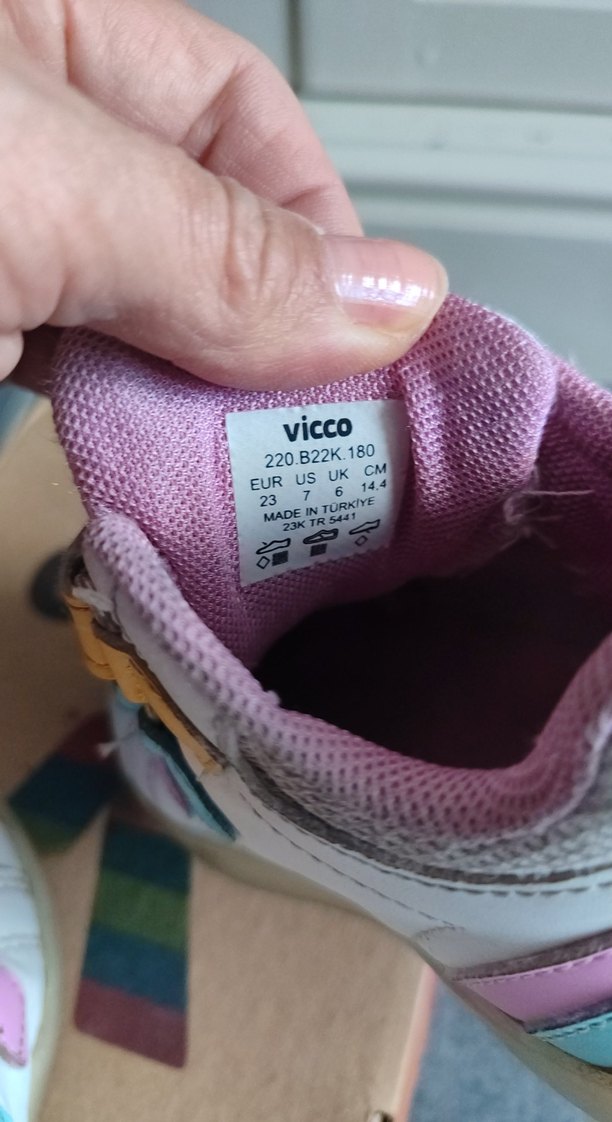 vicco
220.B22K.180
EUR US UK CM
23 7 6 14.4
MADE IN TÜRKİYE
23K TR 5441